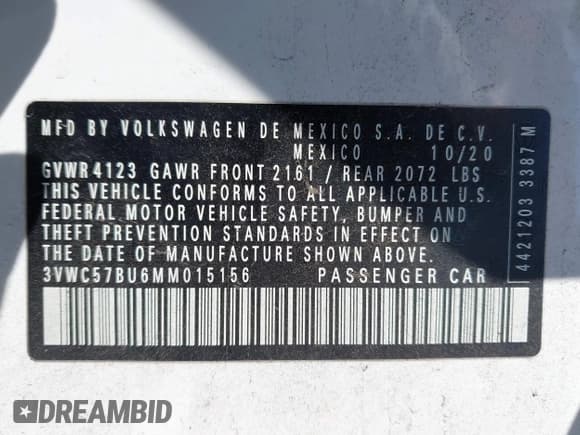 MFD BY VOLKSWAGEN DE MEXICO S.A. DE C.V.
MEXICO 10/20
GVWR 4123 GAWR FRONT 2161 / REAR 2072 LBS
THIS VEHICLE CONFORMS TO ALL APPLICABLE U.S.
FEDERAL MOTOR VEHICLE SAFETY, BUMPER AND
THEFT PREVENTION STANDARDS IN EFFECT ON
THE DATE OF MANUFACTURE SHOWN ABOVE.
3VWC57BU6MM015156 PASSENGER CAR
4421203 3387 M
DREAMBID